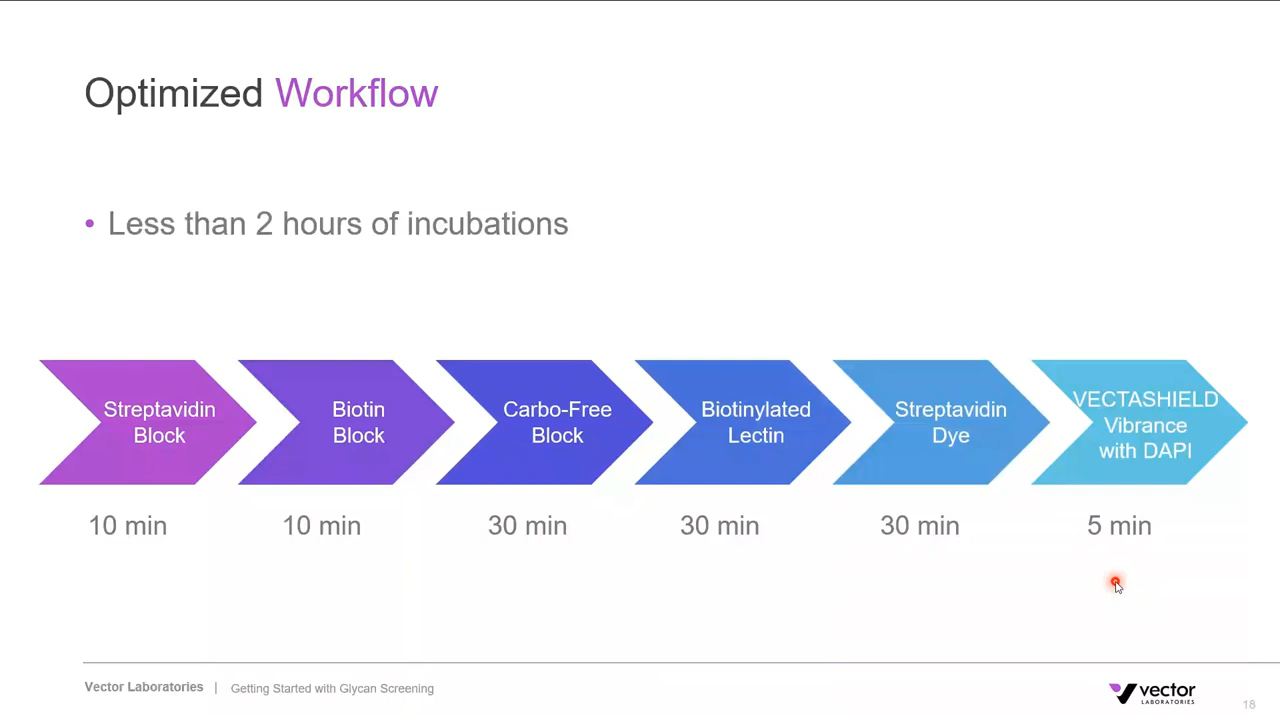 Optimized Workflow
• Less than 2 hours of incubations
Streptavidin
Block
Biotin
Block
Carbo-Free
Block
Biotinylated
Lectin
Streptavidin
Dye
VECTASHIELD
Vibrance
with DAPI
10 min
10 min
30 min
30 min
30 min
5 min
Vector Laboratories | Getting Started with Glycan Screening
vector
LABORATORIES
18